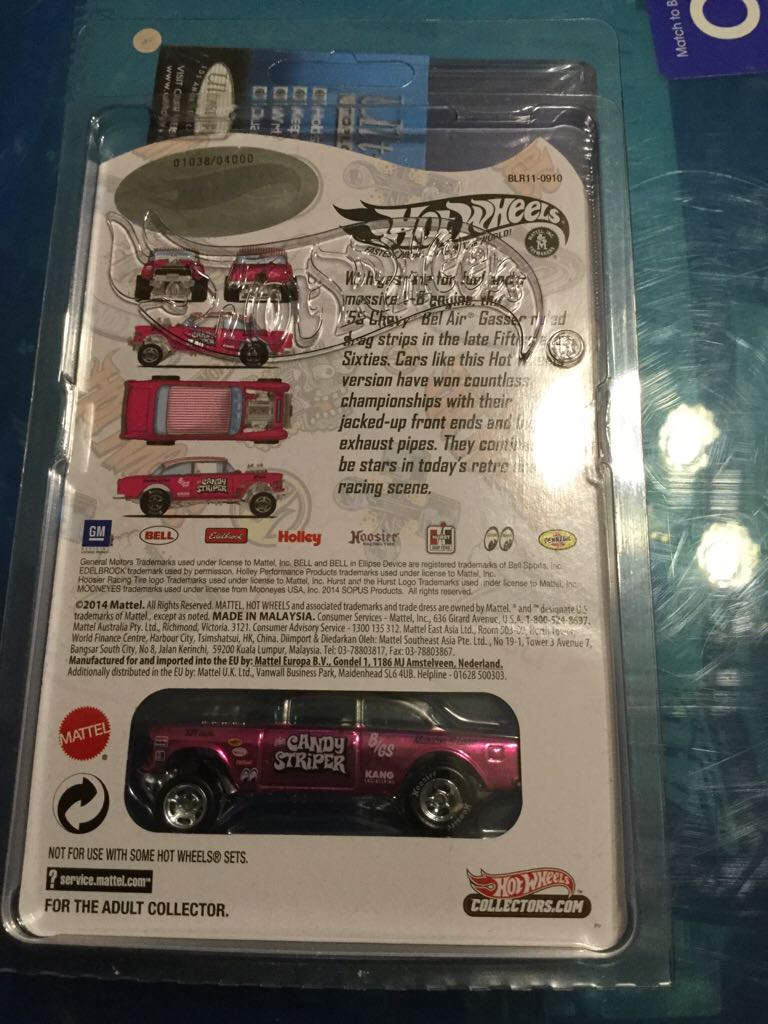 Match to B
VISIT
WWW.
01038/04000
BLR11-0910
HOT WHEELS
MATTEL, INC.
for and a
massive engine, the
Chevy Bel Air® Gasser ruled
drag strips in the late
Sixties. Cars like this Hot
version have won countless
championships with their
jacked-up front ends and
exhaust pipes. They
be stars in today's retro
racing scene.
CANDY
STRIPER
GM
BELL
Edelbrock
Holley
Hoosier
RACING TIRE
HURST
General Motors Trademarks used under license to Mattel, Inc. BELL and BELL in Ellipse Device are registered trademarks of Bell Sports, Inc.
EDELBROCK trademark used by permission. Holley Performance Products trademarks used under license to Mattel, Inc.
Hoosier Racing Tire logo Trademarks used under license to Mattel, Inc. Hurst and the Hurst Logo Trademarks used under license to Mattel, Inc.
MOONEYES trademarks used under license from Mooneyes USA, Inc. 2014 SOPUS Products. All rights reserved.
©2014 Mattel. All Rights Reserved. MATTEL, HOT WHEELS and associated trademarks and trade dress are owned by Mattel. ® and ™ designate U.S.
trademarks of Mattel, except as noted. MADE IN MALAYSIA. Consumer Services - Mattel, Inc., 636 Girard Avenue, U.S.A. 1-800-524-8697.
Mattel Australia Pty. Ltd., Richmond, Victoria. 3121. Consumer Advisory Service - 1300 135 312. Mattel East Asia Ltd., Room 503-09, North Tower,
World Finance Centre, Harbour City, Tsimshatsui, HK, China. Diimport & Diedarkan Oleh: Mattel Southeast Asia Pte. Ltd., No 19-1, Tower 3 Avenue 7,
Bangsar South City, No 8, Jalan Kerinchi, 59200 Kuala Lumpur, Malaysia. Tel: 03-78803817, Fax: 03-78803867.
Manufactured for and imported into the EU by: Mattel Europa B.V., Gondel 1, 1186 MJ Amstelveen, Nederland.
Additionally distributed in the EU by: Mattel U.K. Ltd., Vanwall Business Park, Maidenhead SL6 4UB. Helpline - 01628 500303.
MATTEL®
the CANDY
STRIPER
B/GS
KANG
Hoosier
NOT FOR USE WITH SOME HOT WHEELS® SETS.
? service.mattel.com™
FOR THE ADULT COLLECTOR.
HOT WHEELS™
COLLECTORS.COM